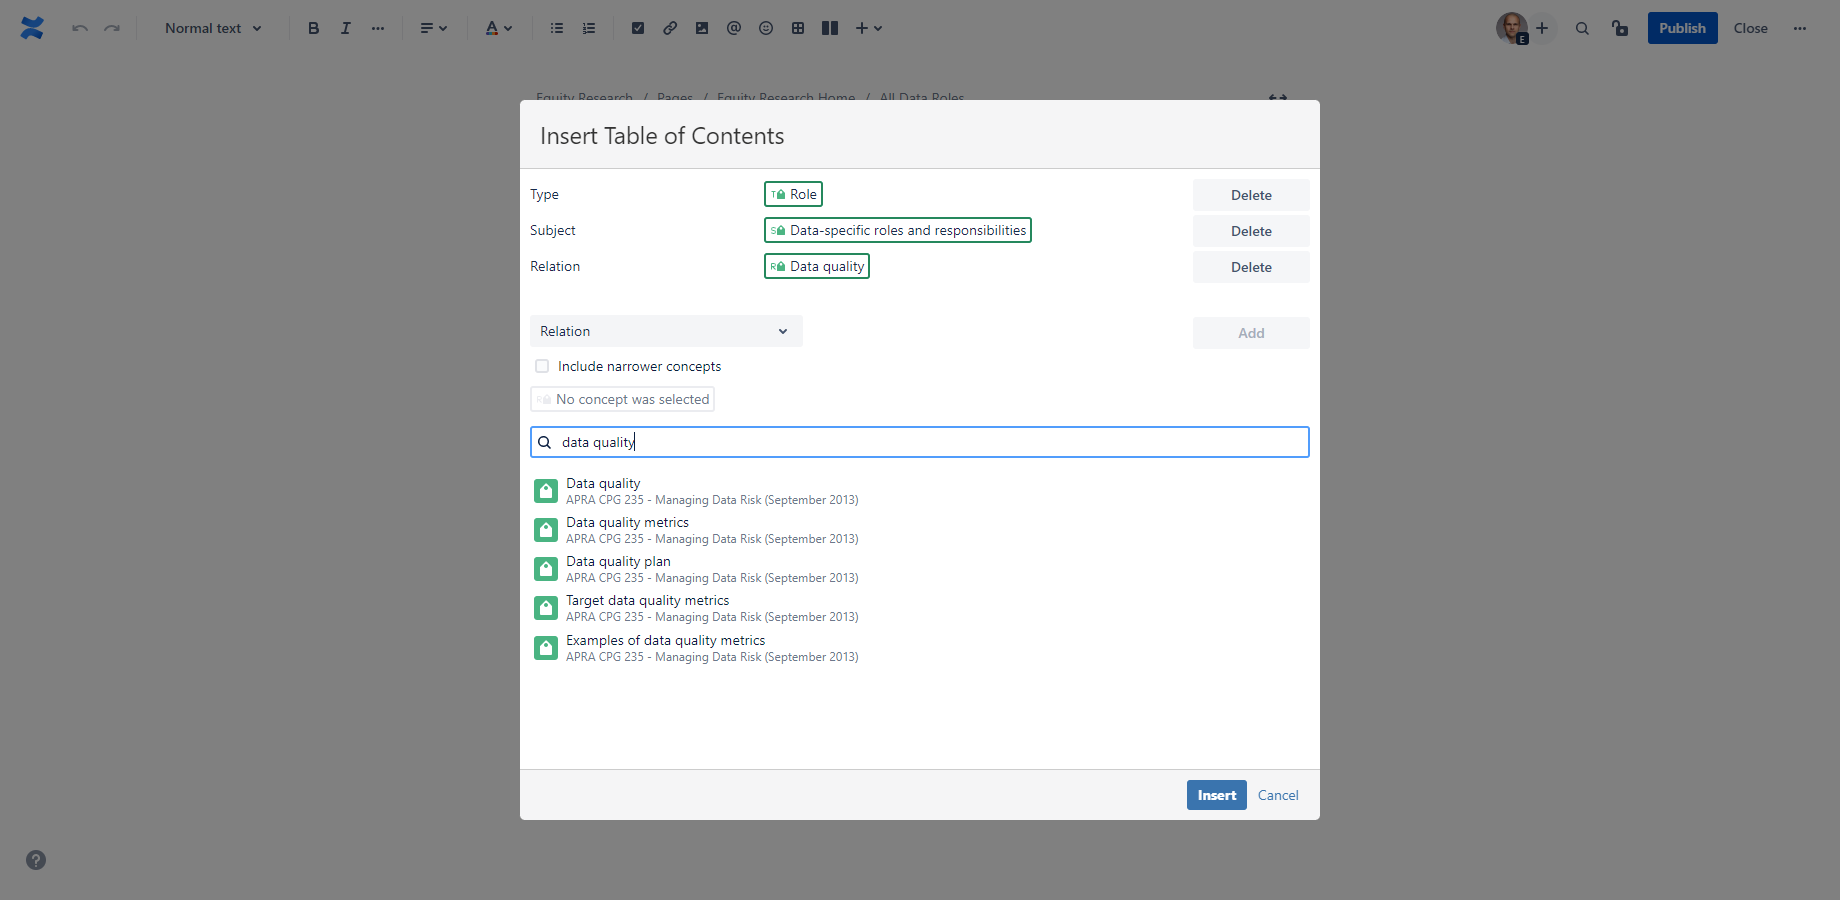 Normal text B I Publish Close
E
Equity Research / Pages / Equity Research Home / All Data Roles
Insert Table of Contents
Type T Role Delete
Subject S Data-specific roles and responsibilities Delete
Relation R Data quality Delete
Relation Add
Include narrower concepts
R No concept was selected
data quality
Data quality
APRA CPG 235 - Managing Data Risk (September 2013)
Data quality metrics
APRA CPG 235 - Managing Data Risk (September 2013)
Data quality plan
APRA CPG 235 - Managing Data Risk (September 2013)
Target data quality metrics
APRA CPG 235 - Managing Data Risk (September 2013)
Examples of data quality metrics
APRA CPG 235 - Managing Data Risk (September 2013)
Insert Cancel